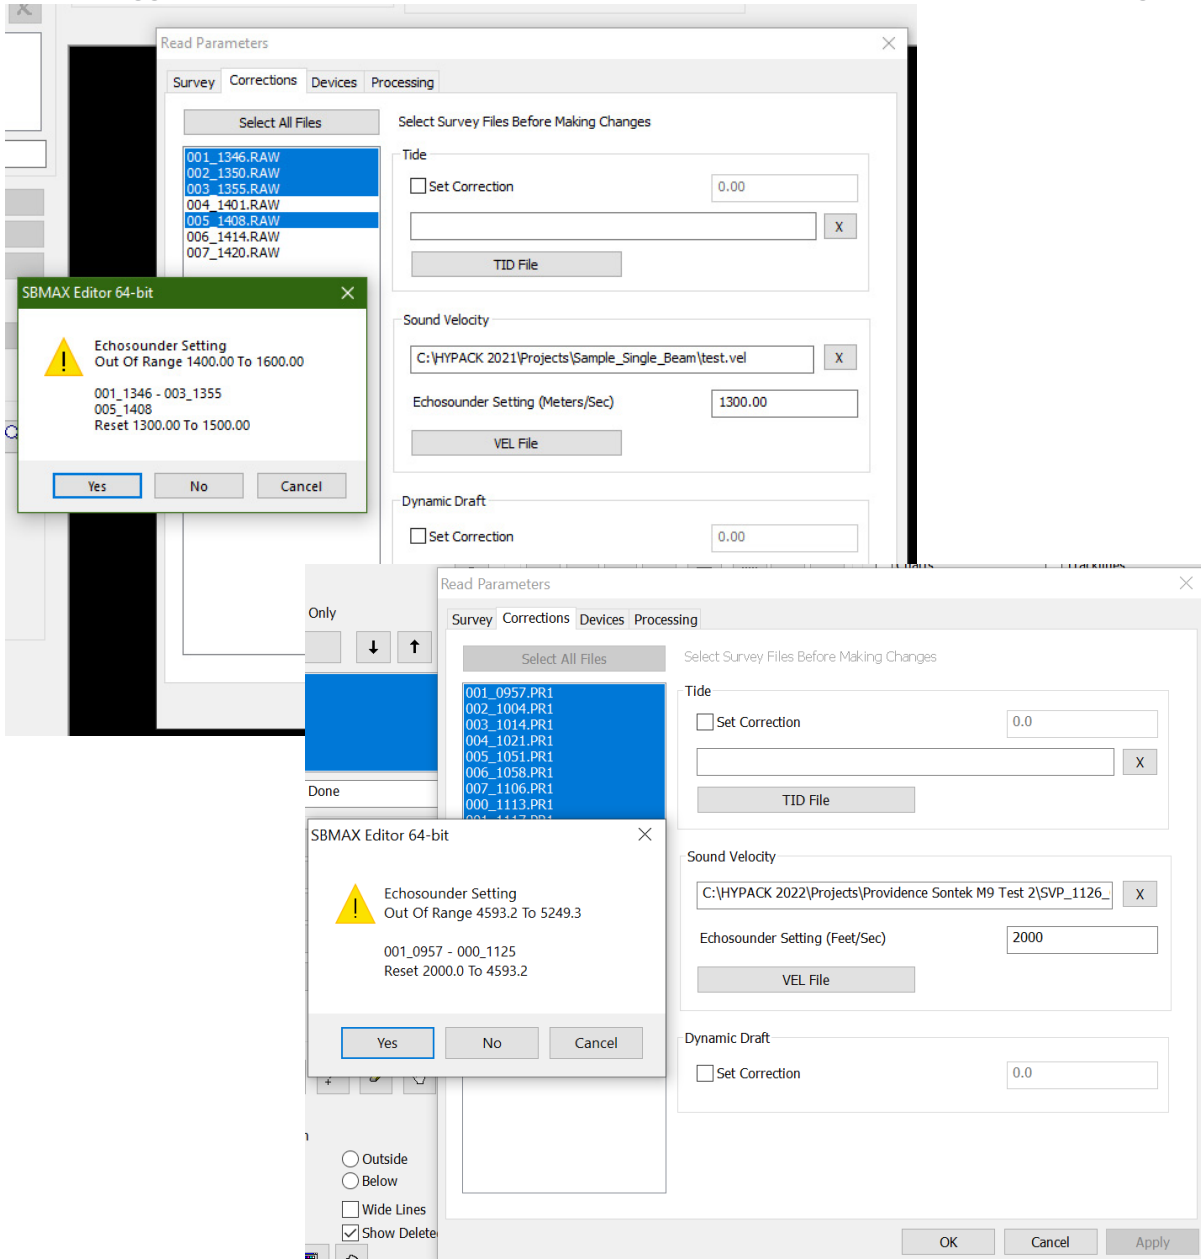 Read Parameters
Survey Corrections Devices Processing
Select All Files
Select Survey Files Before Making Changes
001_1346.RAW
002_1350.RAW
003_1355.RAW
004_1401.RAW
005_1408.RAW
006_1414.RAW
007_1420.RAW
Tide
Set Correction
0.00
X
TID File
SBMAX Editor 64-bit
Echosounder Setting
Out Of Range 1400.00 To 1600.00
001_1346 - 003_1355
005_1408
Reset 1300.00 To 1500.00
Yes
No
Cancel
Sound Velocity
C:\HYPACK 2021\Projects\Sample_Single_Beam\test.vel
X
Echosounder Setting (Meters/Sec)
1300.00
VEL File
Dynamic Draft
Set Correction
0.00
Read Parameters
Only
Survey Corrections Devices Processing
Select All Files
Select Survey Files Before Making Changes
001_0957.PR1
002_1004.PR1
003_1014.PR1
004_1021.PR1
005_1051.PR1
006_1058.PR1
007_1106.PR1
000_1113.PR1
001_1117.PR1
Done
Tide
Set Correction
0.0
X
TID File
SBMAX Editor 64-bit
Echosounder Setting
Out Of Range 4593.2 To 5249.3
001_0957 - 000_1125
Reset 2000.0 To 4593.2
Yes
No
Cancel
Sound Velocity
C:\HYPACK 2022\Projects\Providence Sontek M9 Test 2\SVP_1126_
X
Echosounder Setting (Feet/Sec)
2000
VEL File
Dynamic Draft
Set Correction
0.0
Outside
Below
Wide Lines
Show Delete
OK
Cancel
Apply